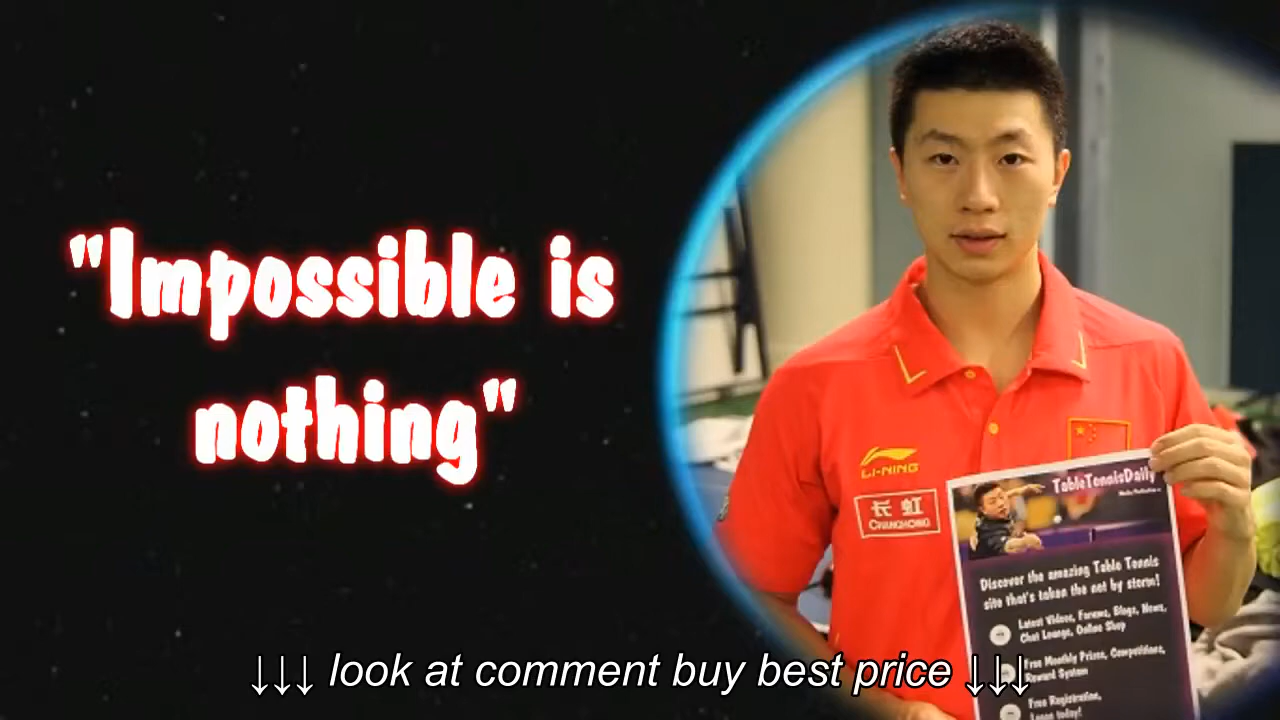 "Impossible is
nothing"
LI-NING
长虹
CHANGHONG
TableTennisDaily
Discover the amazing Table Tennis
site that's taken the net by storm!
Latest Videos, Forums, Blogs, News,
Chat Lounge, Online Shop
Free Monthly Prizes, Competitions,
Reward System
Free Registration,
today!
↓↓↓ look at comment buy best price ↓↓↓